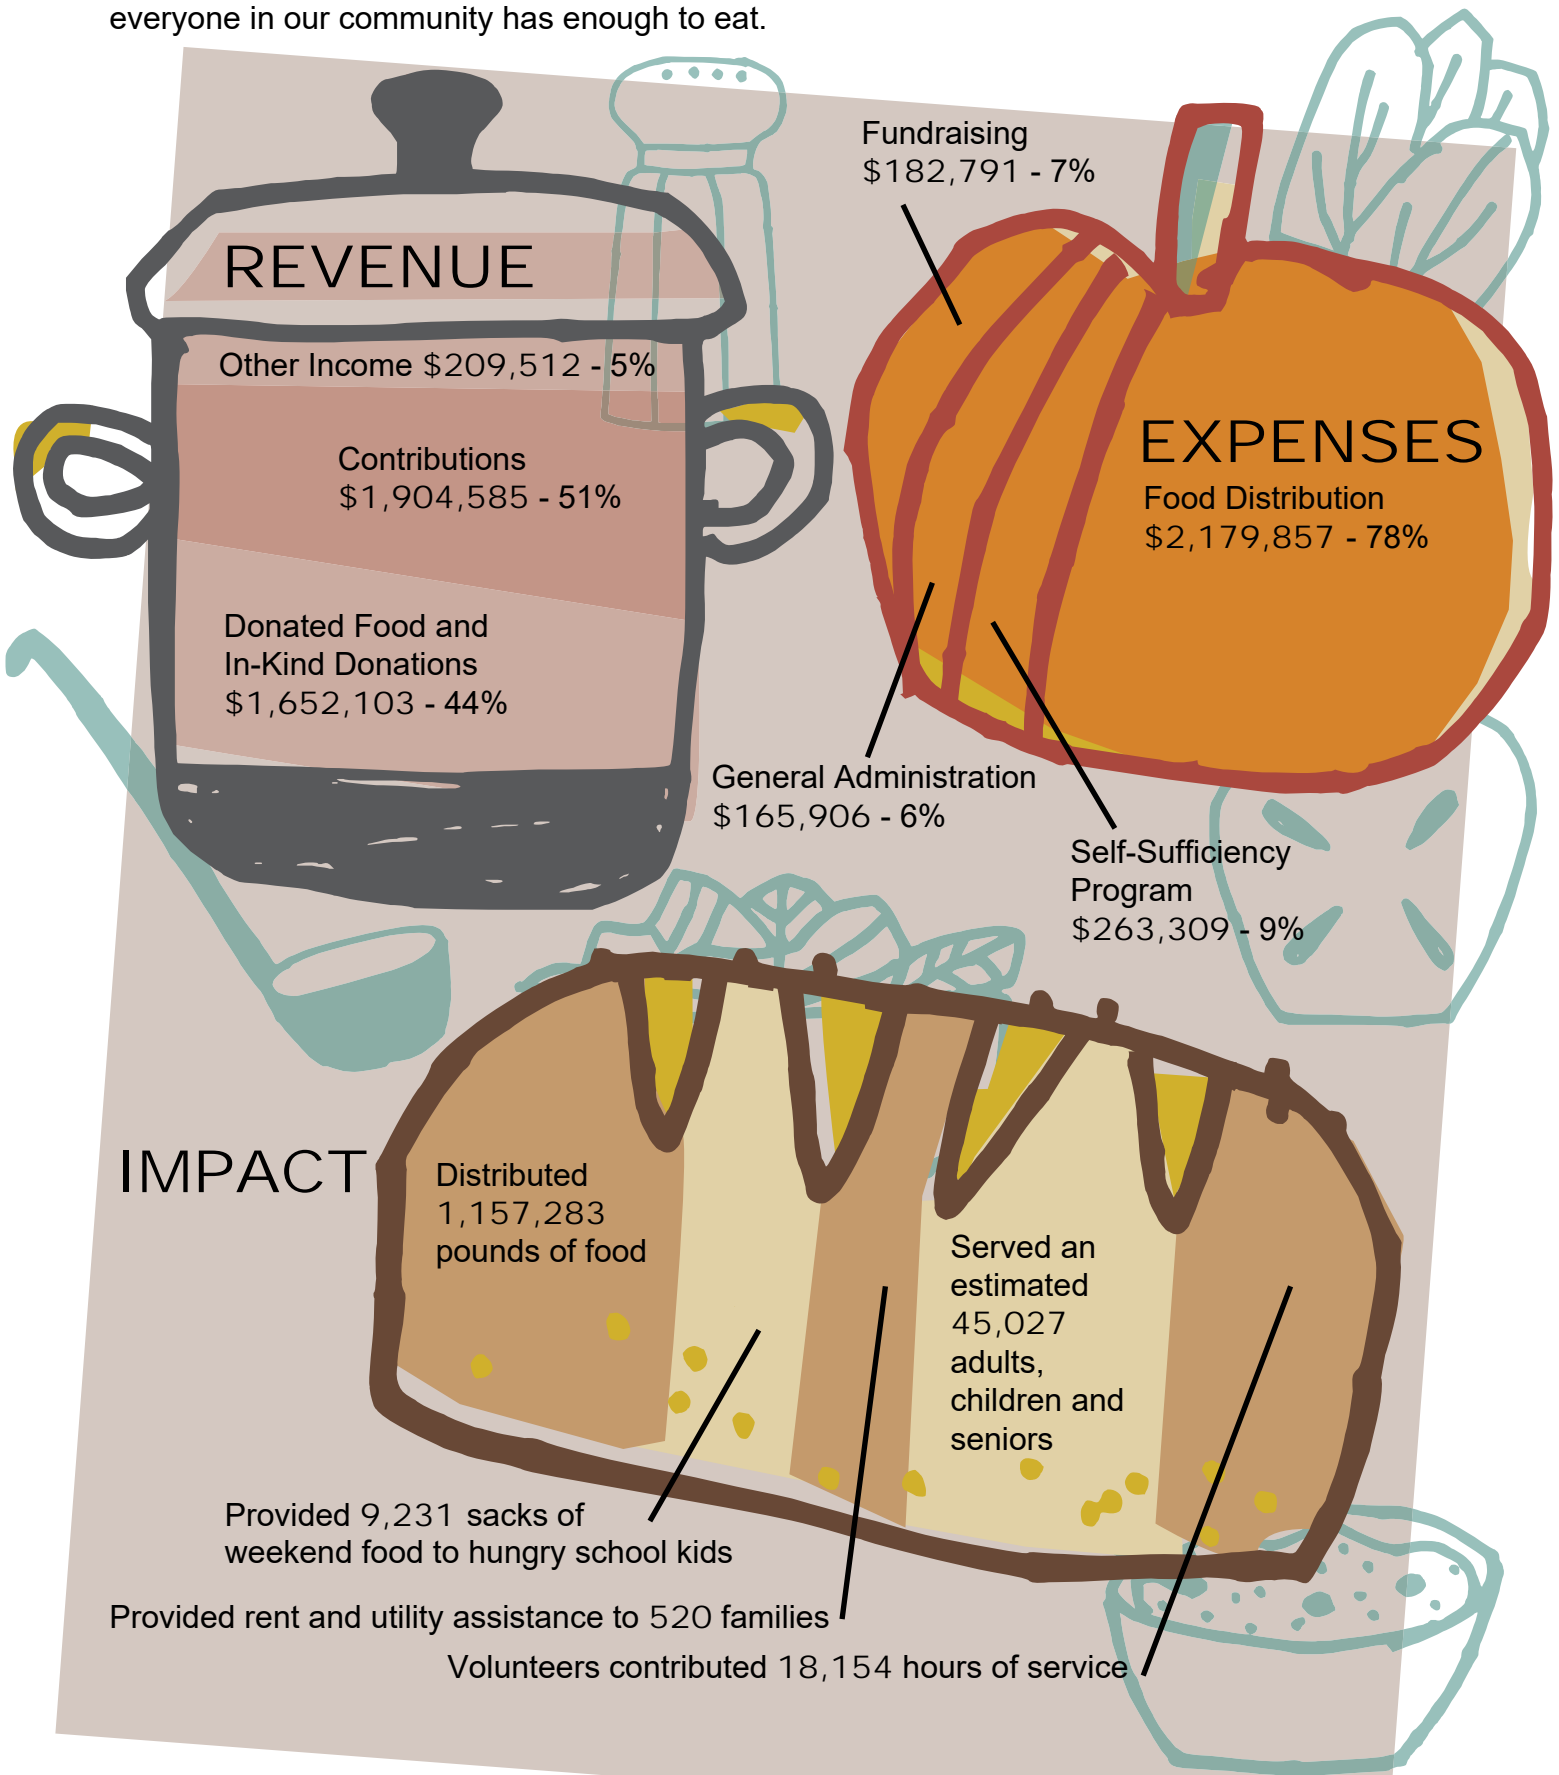 everyone in our community has enough to eat.
REVENUE
Other Income $209,512 - 5%
Contributions
$1,904,585 - 51%
Donated Food and
In-Kind Donations
$1,652,103 - 44%
Fundraising
$182,791 - 7%
EXPENSES
Food Distribution
$2,179,857 - 78%
General Administration
$165,906 - 6%
Self-Sufficiency
Program
$263,309 - 9%
IMPACT
Distributed
1,157,283
pounds of food
Served an
estimated
45,027
adults,
children and
seniors
Provided 9,231 sacks of
weekend food to hungry school kids
Provided rent and utility assistance to 520 families
Volunteers contributed 18,154 hours of service